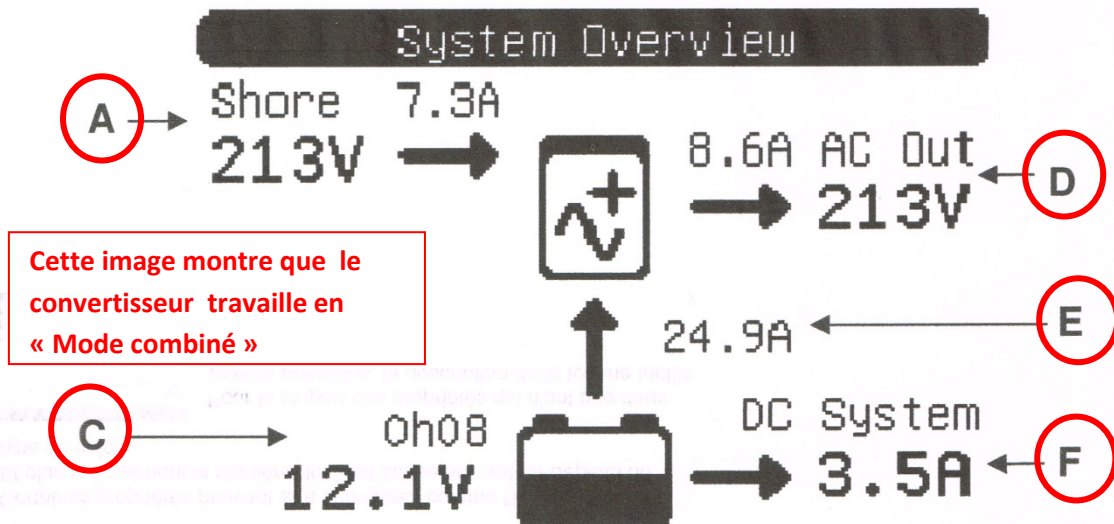 System Overview
A
Shore 7.3A
213V
8.6A AC Out
213V
D
Cette image montre que le
convertisseur travaille en
« Mode combiné »
24.9A
E
C
0h08
12.1V
DC System
3.5A
F